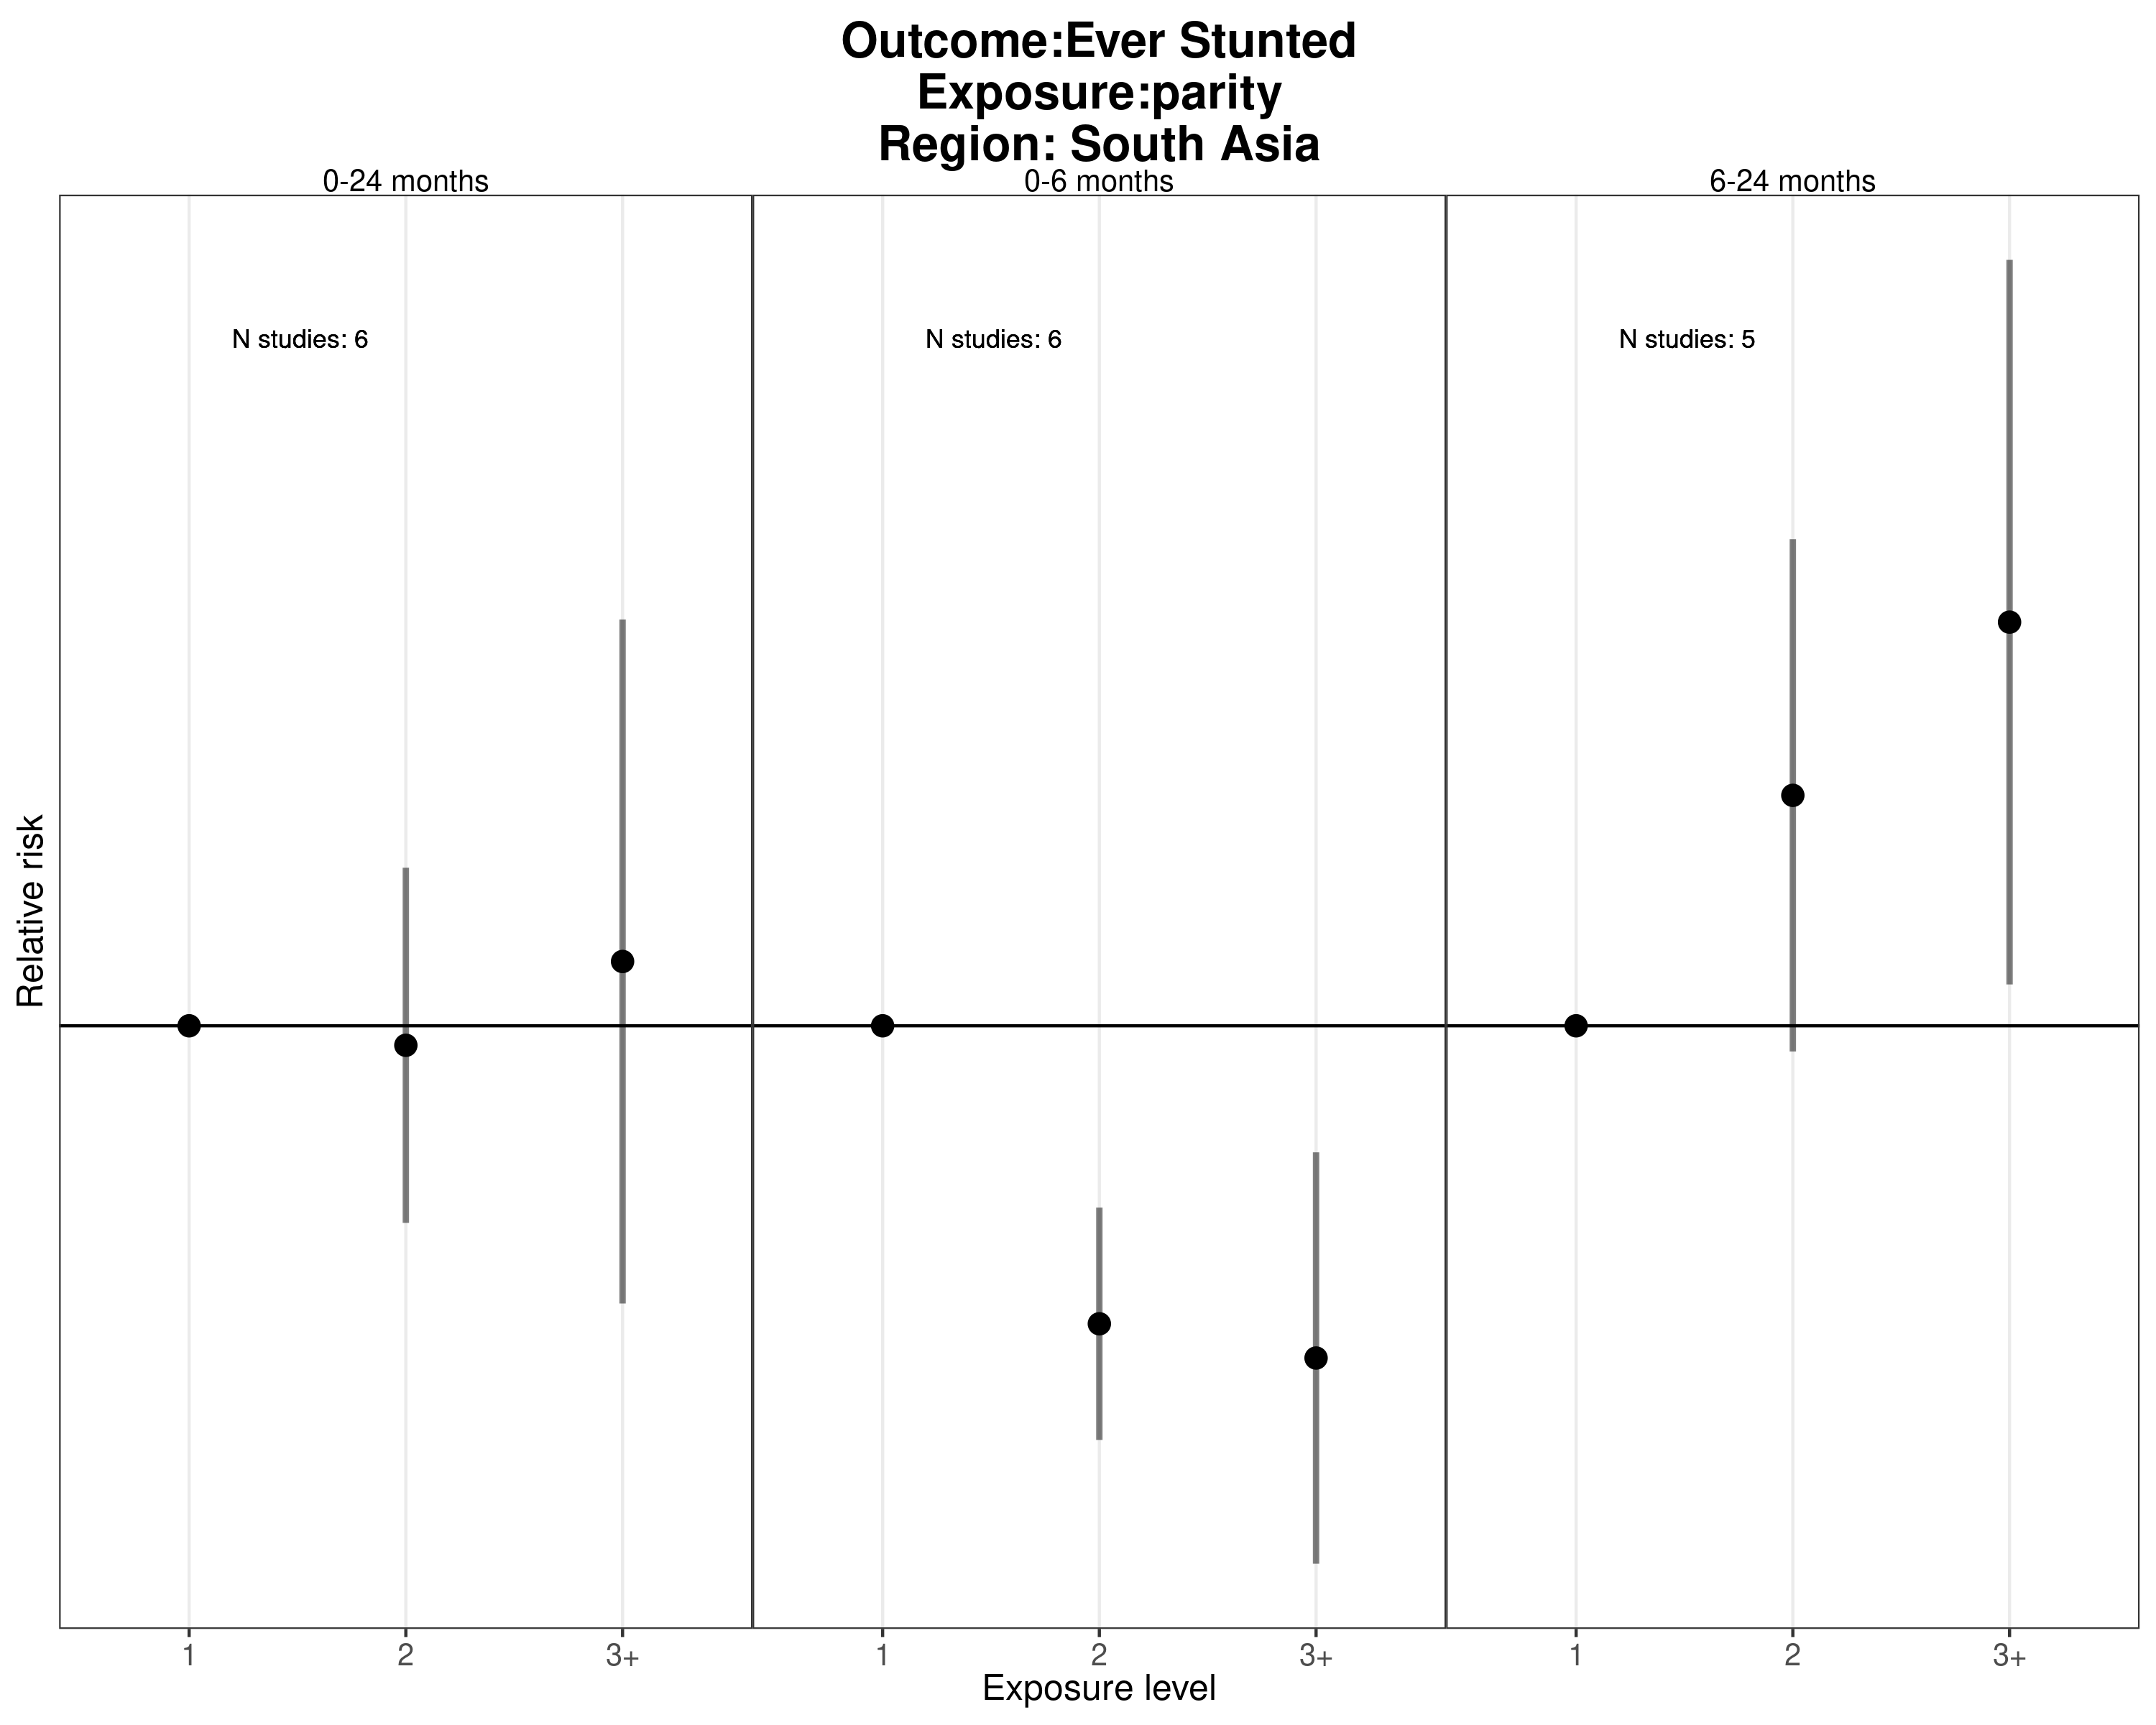 Outcome:Ever Stunted
Exposure:parity
Region: South Asia
0-24 months
0-6 months
6-24 months
N studies: 6
N studies: 6
N studies: 5
Relative risk
1
2
3+
1
2
3+
1
2
3+
Exposure level